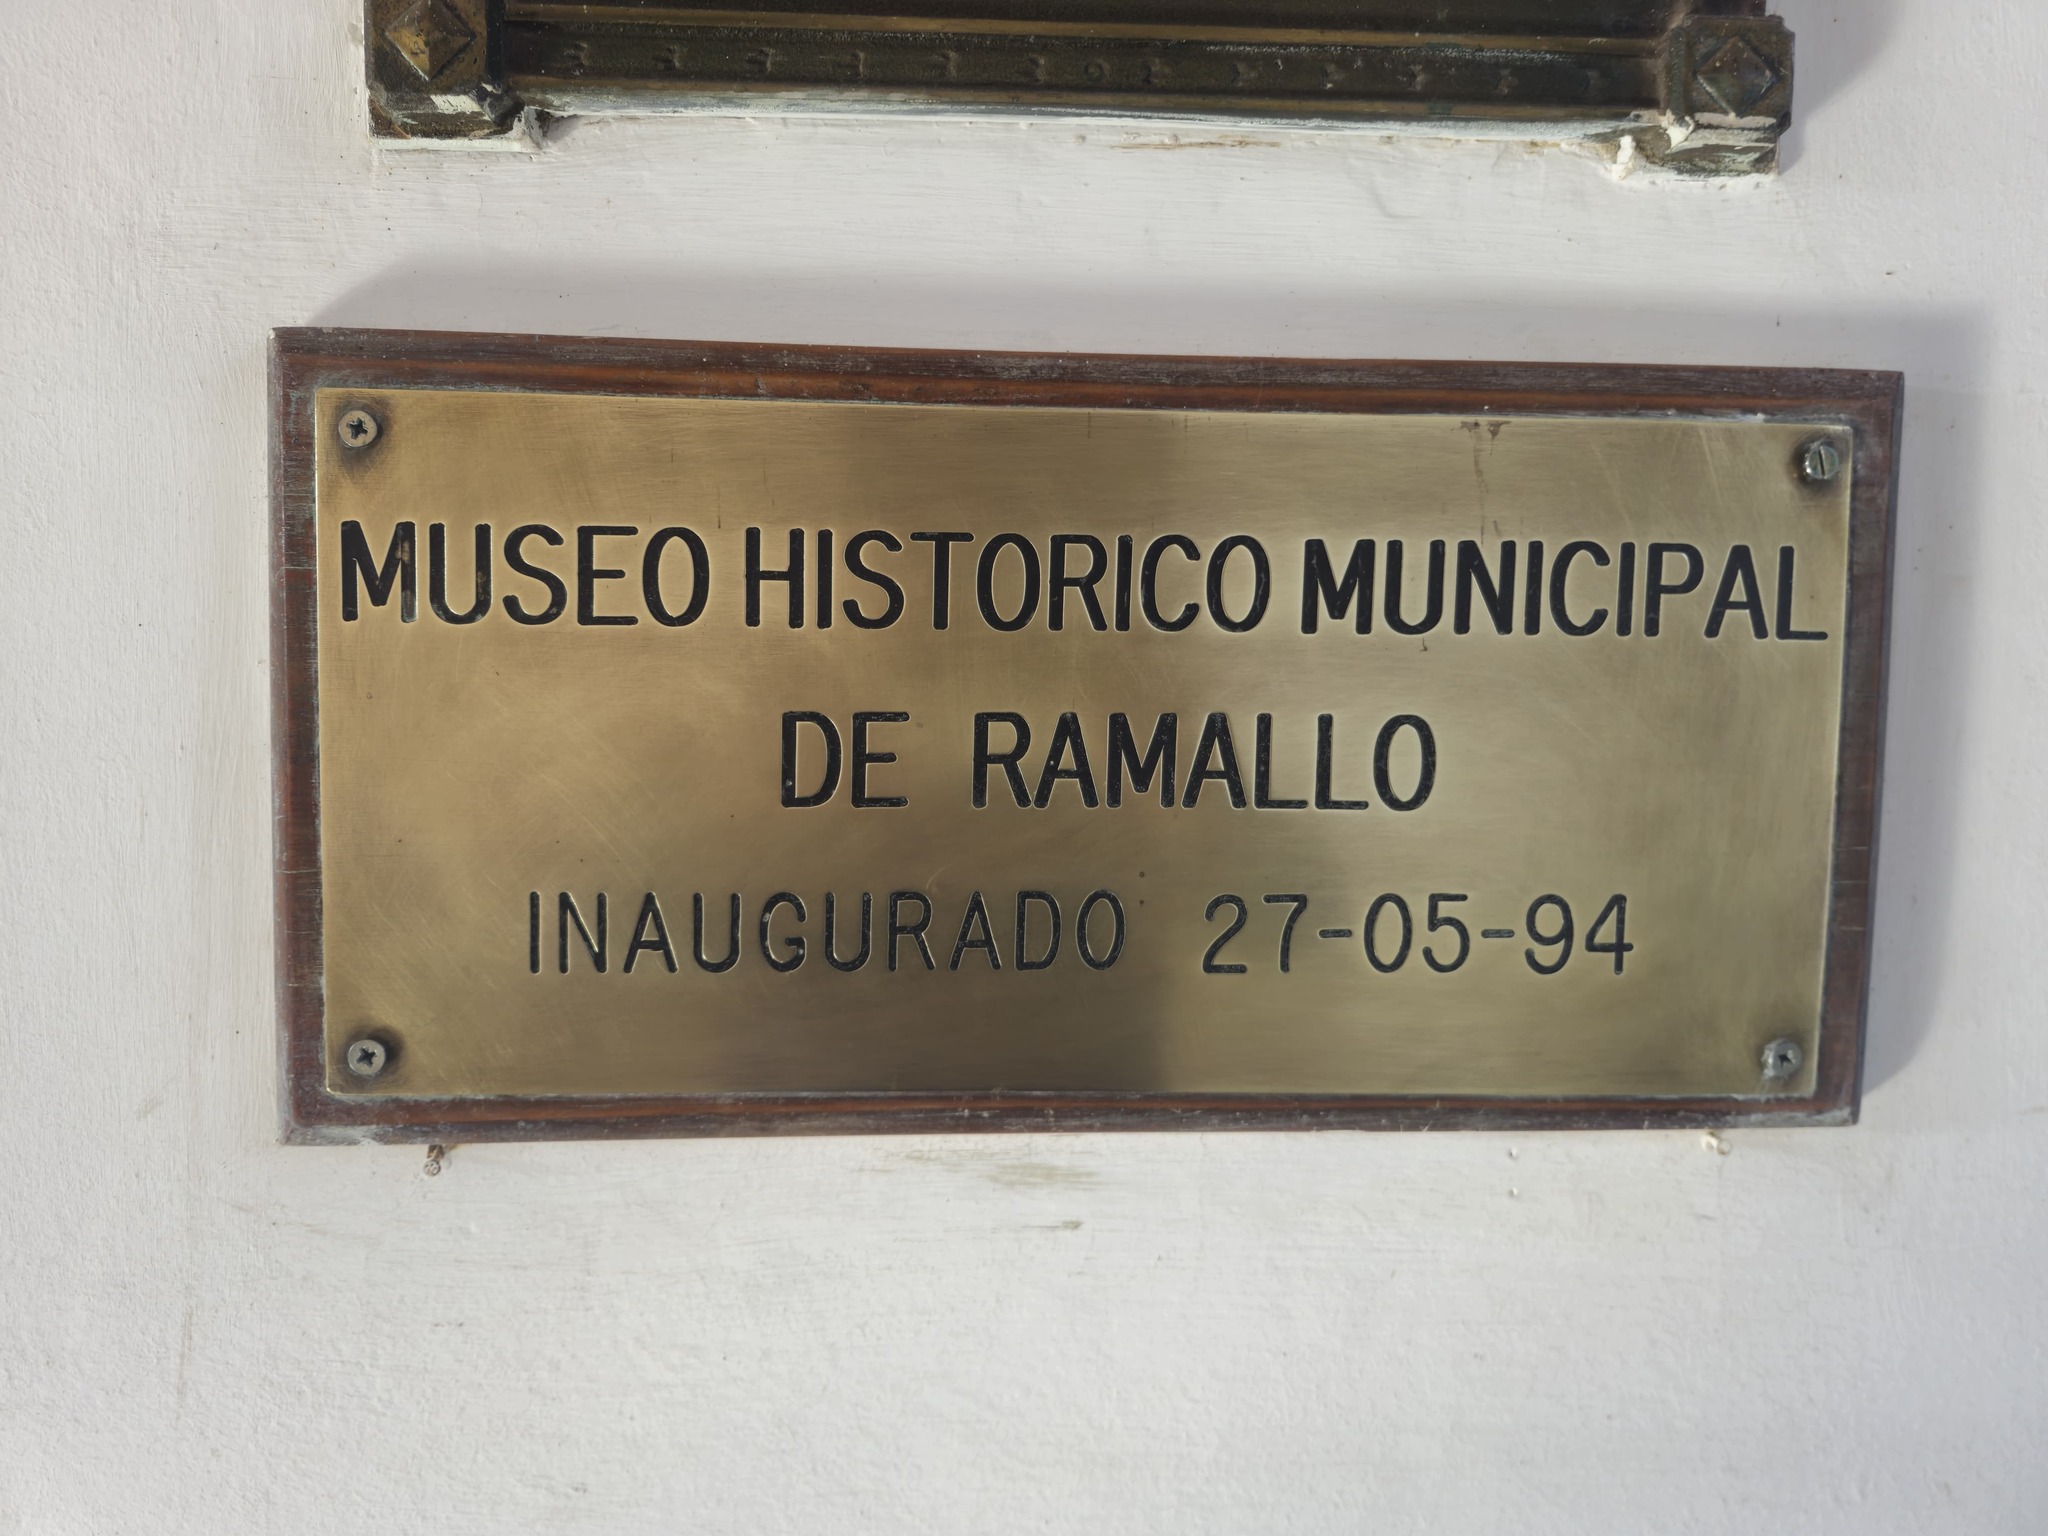 MUSEO HISTORICO MUNICIPAL
DE RAMALLO
INAUGURADO 27-05-94